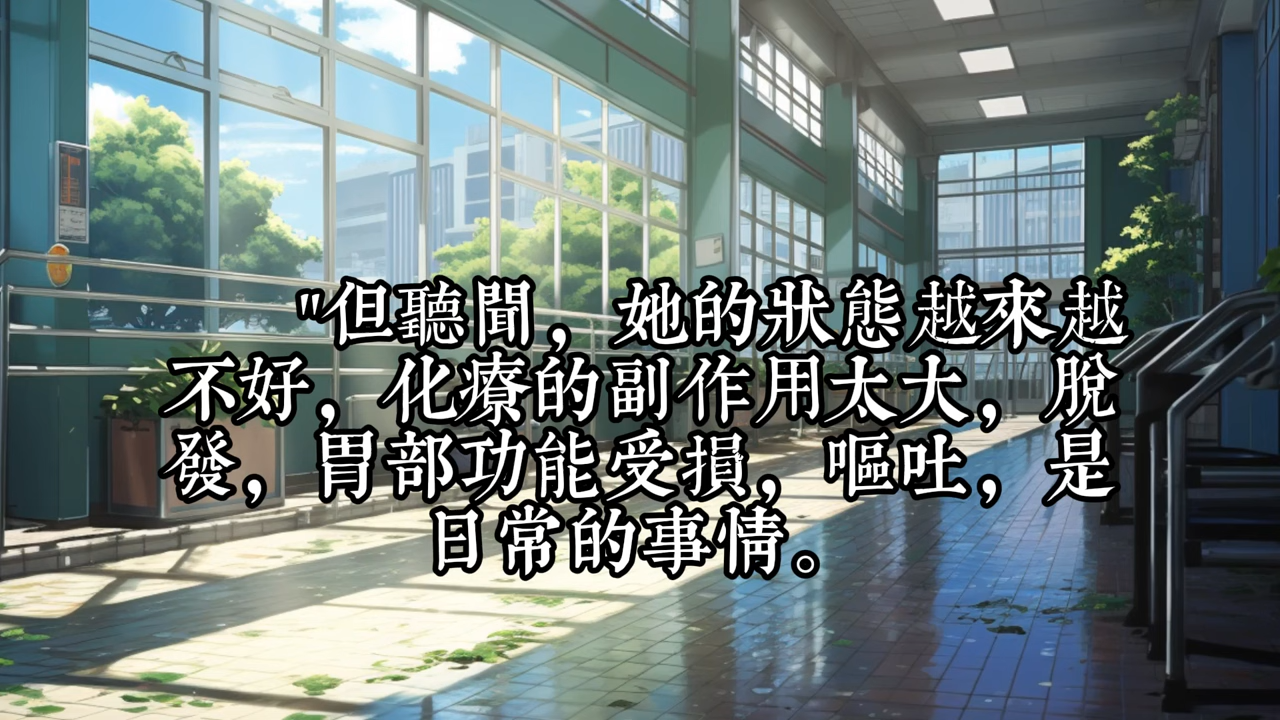 "但聽聞，她的狀態越來越
不好，化療的副作用太大，脫
發，胃部功能受損，嘔吐，是
日常的事情。